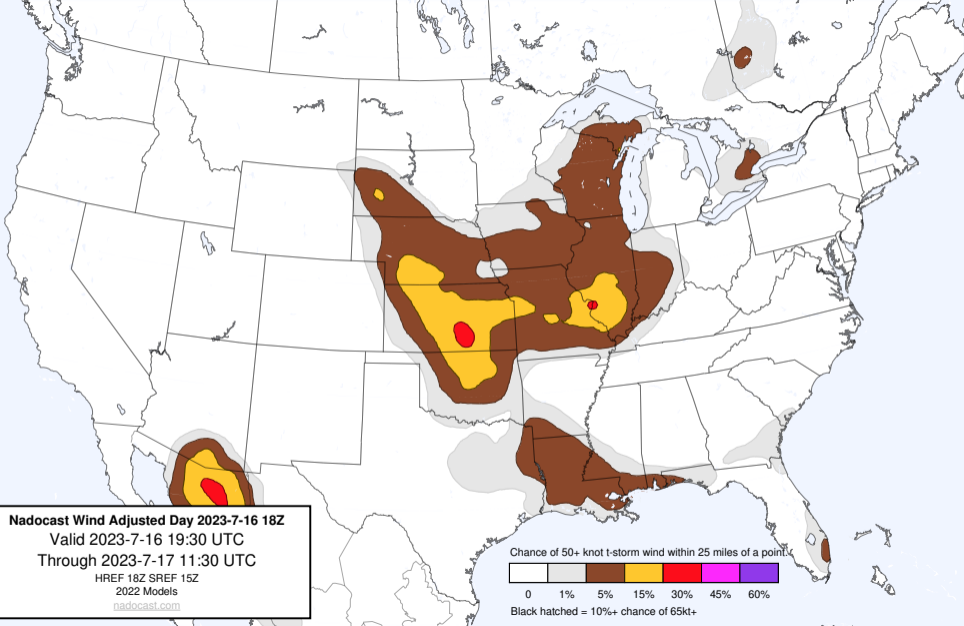 Nadocast Wind Adjusted Day 2023-7-16 18Z
Valid 2023-7-16 19:30 UTC
Through 2023-7-17 11:30 UTC
HREF 18Z SREF 15Z
2022 Models
nadocast.com
Chance of 50+ knot t-storm wind within 25 miles of a point.
0 1% 5% 15% 30% 45% 60%
Black hatched = 10%+ chance of 65kt+